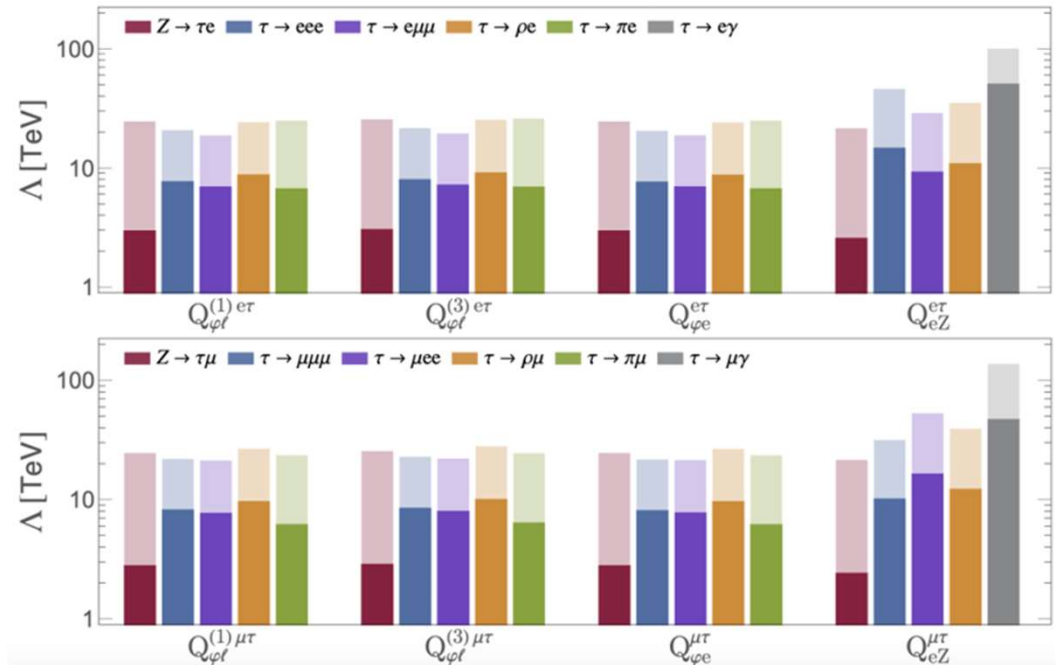 Z → τe τ → eee τ → eμμ τ → ρe τ → πe τ → eγ
100
10
1
Λ [TeV]
Q_{φℓ}^{(1) eτ} Q_{φℓ}^{(3) eτ} Q_{φe}^{eτ} Q_{eZ}^{eτ}
Z → τμ τ → μμμ τ → μee τ → ρμ τ → πμ τ → μγ
100
10
1
Λ [TeV]
Q_{φℓ}^{(1) μτ} Q_{φℓ}^{(3) μτ} Q_{φe}^{μτ} Q_{eZ}^{μτ}